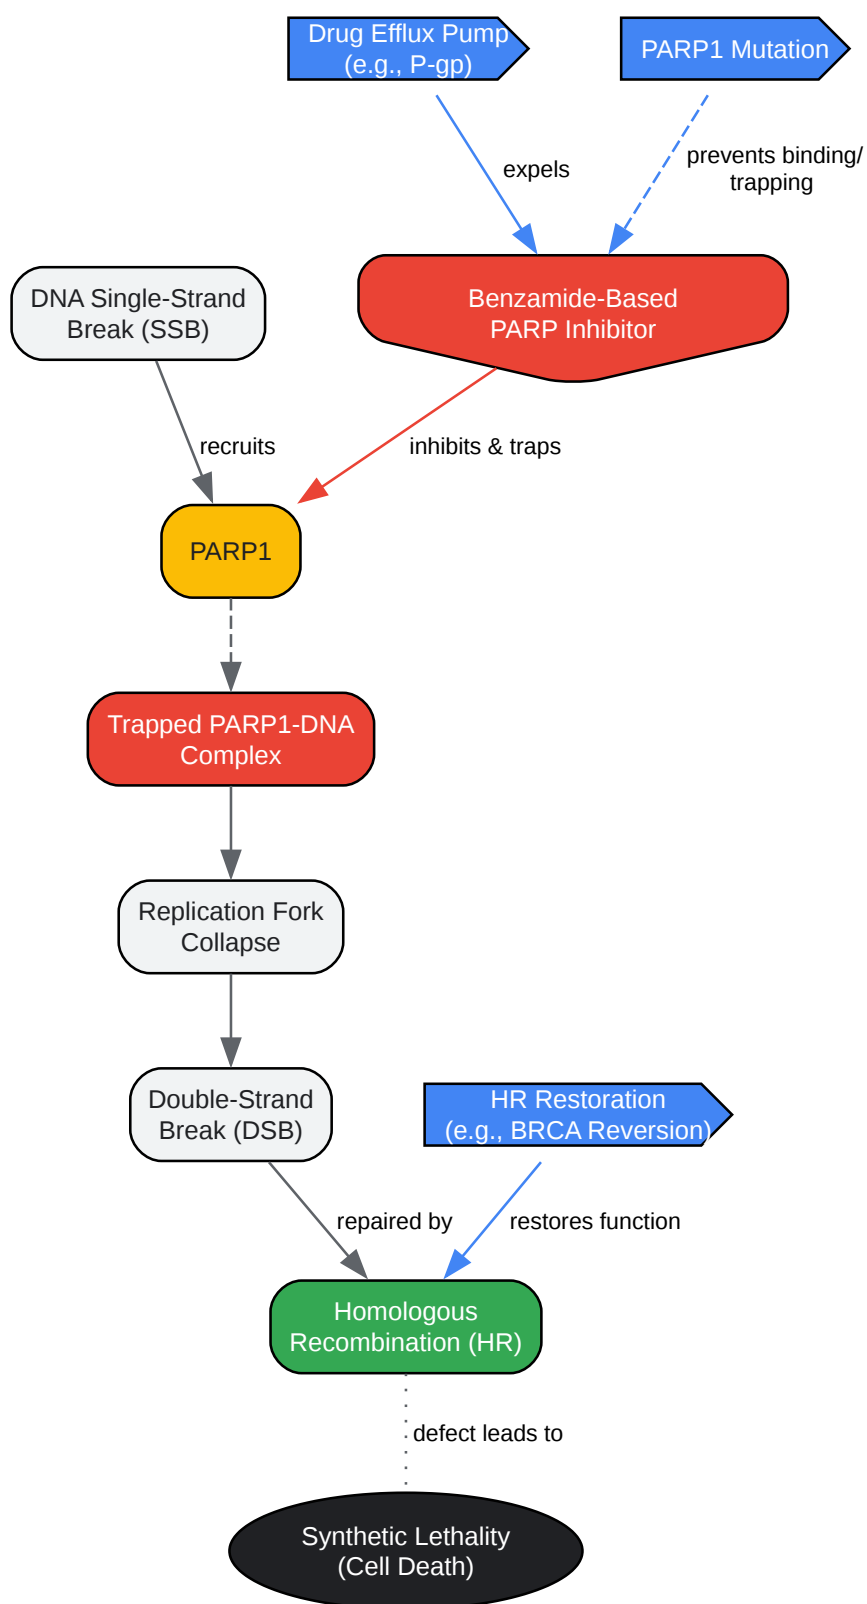 Drug Efflux Pump
(e.g., P-gp)
PARP1 Mutation
expels
prevents binding/
trapping
DNA Single-Strand
Break (SSB)
Benzamide-Based
PARP Inhibitor
recruits
inhibits & traps
PARP1
Trapped PARP1-DNA
Complex
Replication Fork
Collapse
Double-Strand
Break (DSB)
HR Restoration
(e.g., BRCA Reversion)
repaired by
restores function
Homologous
Recombination (HR)
defect leads to
Synthetic Lethality
(Cell Death)